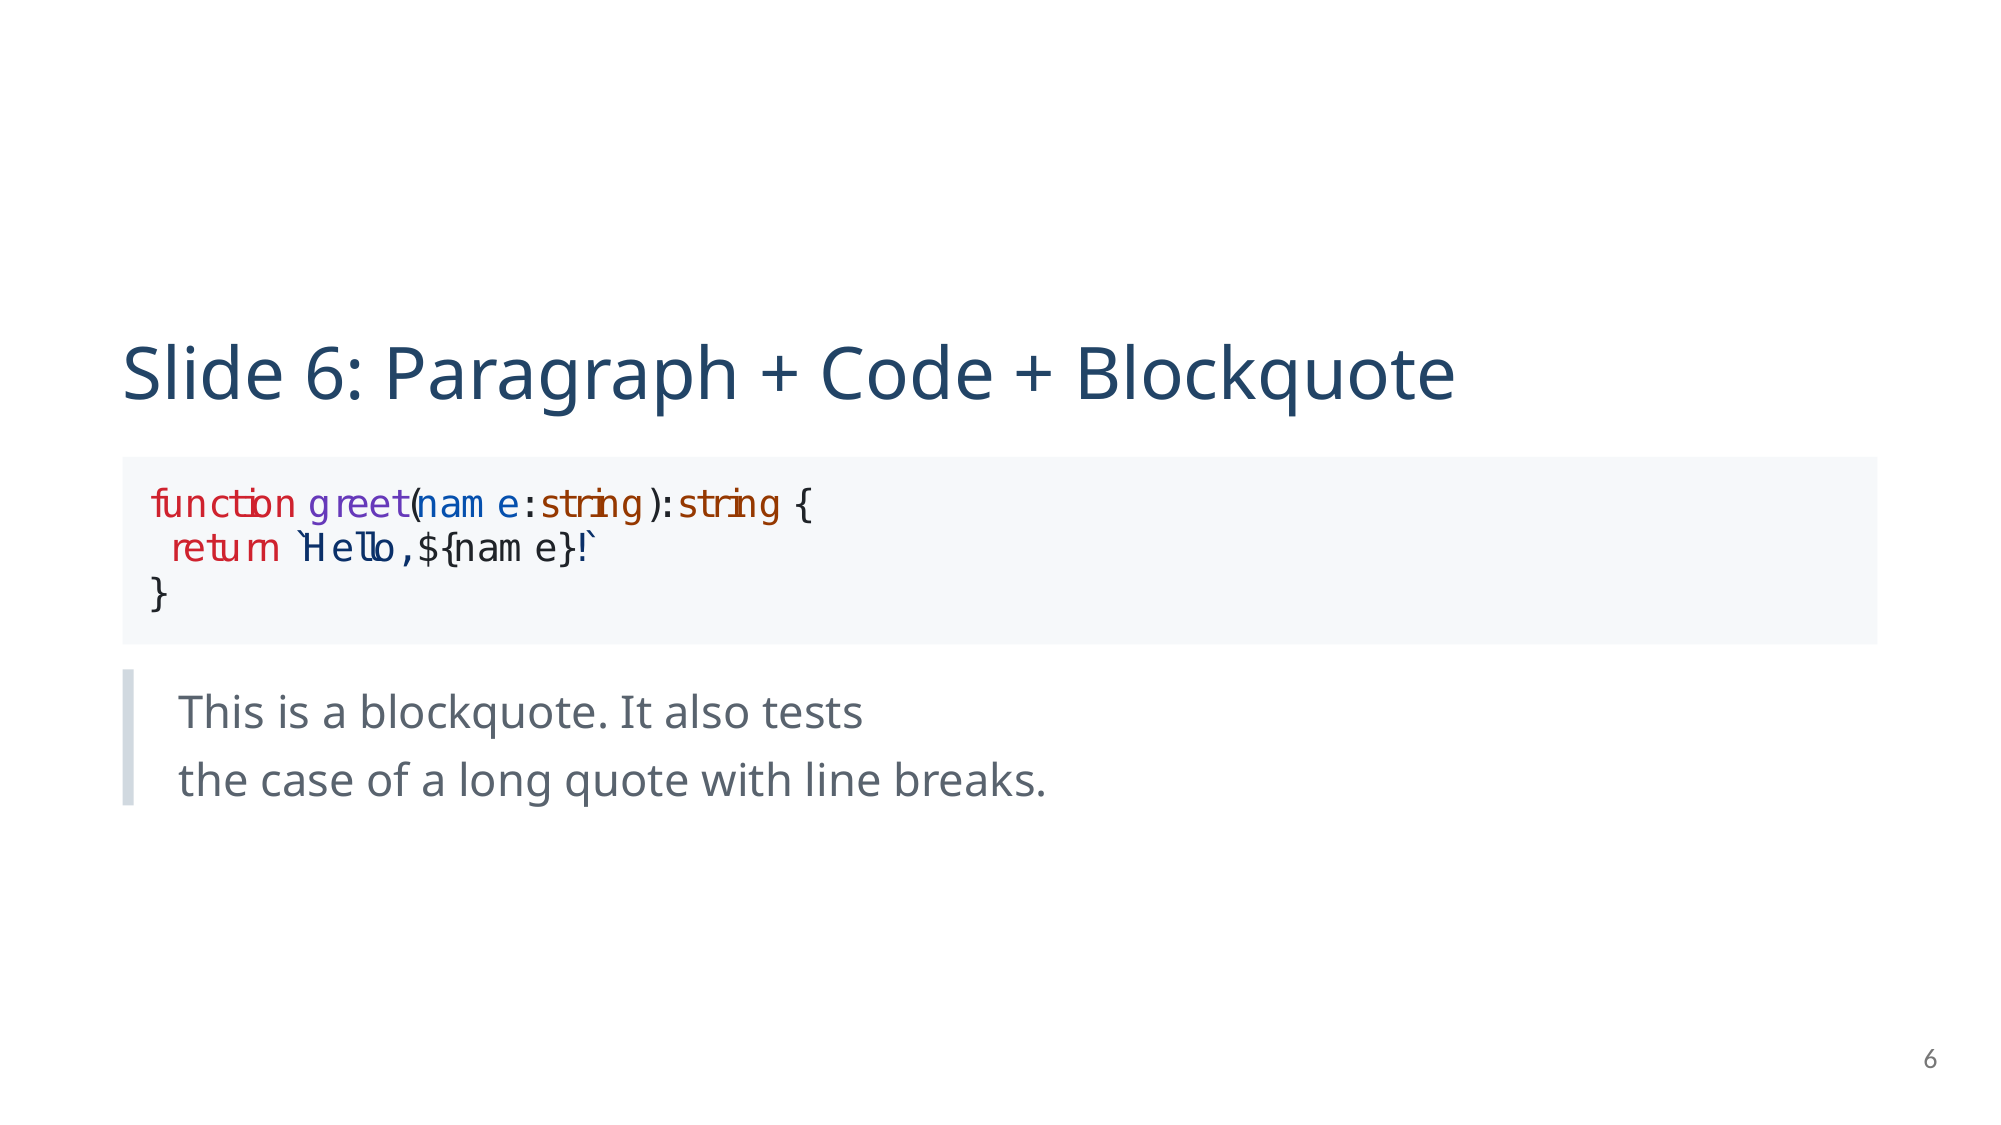 Slide 6: Paragraph + Code + Blockquote
function greet(name: string): string {
  return `Hello, ${name}!`
}
This is a blockquote. It also tests
the case of a long quote with line breaks.
6